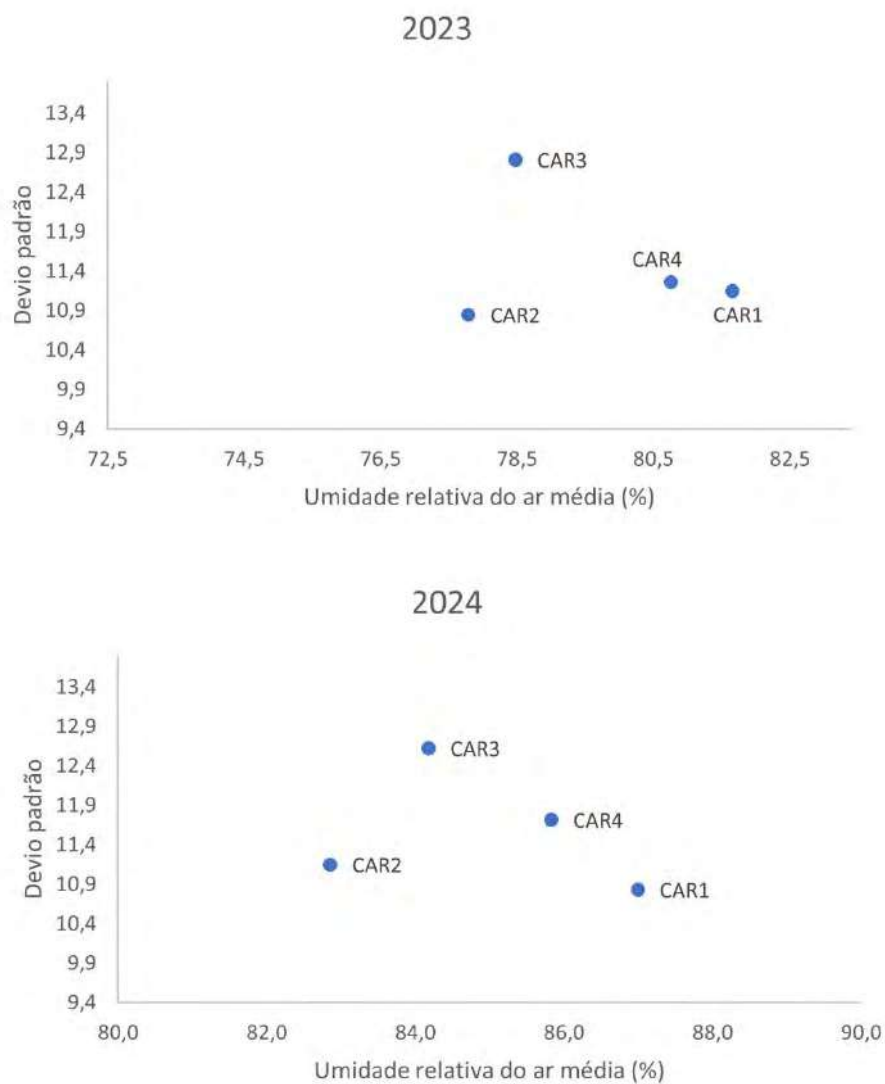 2023
13,4
12,9
12,4
11,9
11,4
10,9
10,4
9,9
9,4
Devio padrão
CAR3
CAR4
CAR2
CAR1
72,5 74,5 76,5 78,5 80,5 82,5
Umidade relativa do ar média (%)
2024
13,4
12,9
12,4
11,9
11,4
10,9
10,4
9,9
9,4
Devio padrão
CAR3
CAR4
CAR2
CAR1
80,0 82,0 84,0 86,0 88,0 90,0
Umidade relativa do ar média (%)